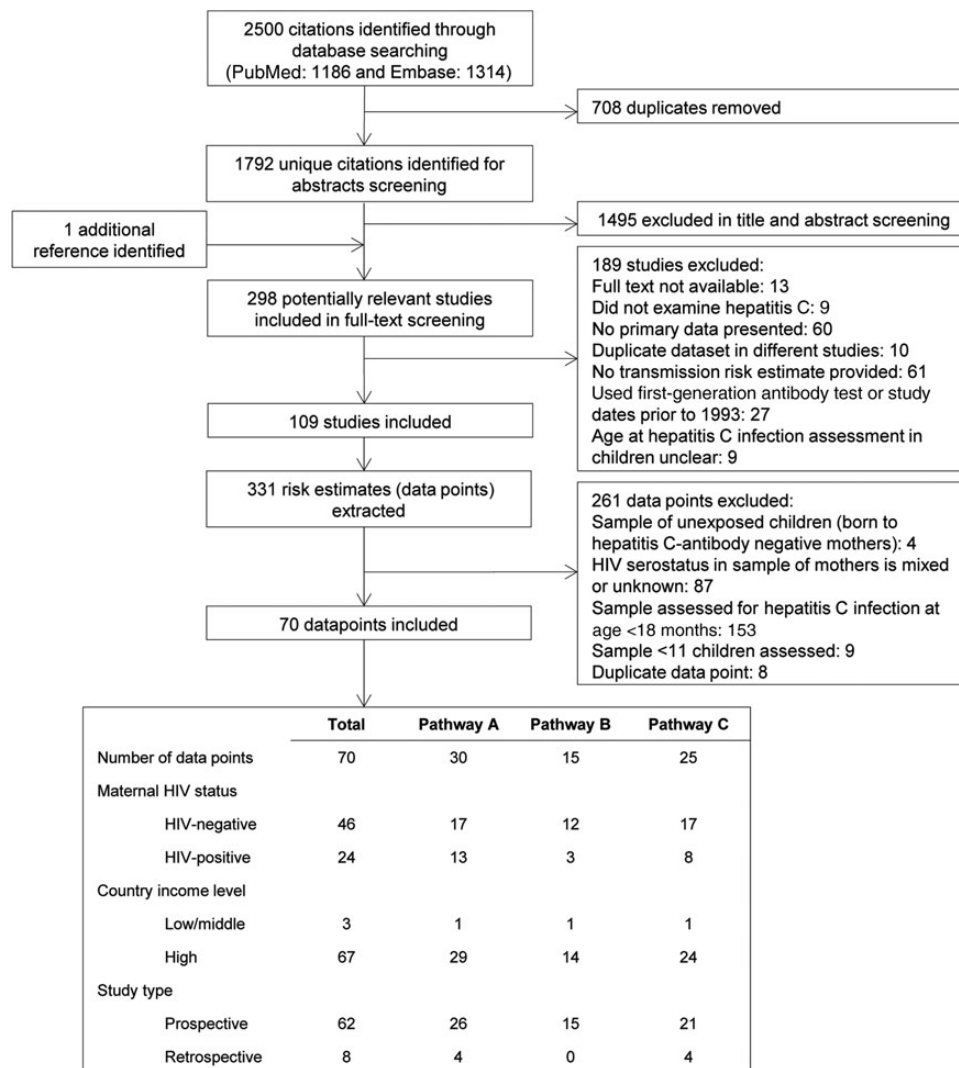 2500 citations identified through
database searching
(PubMed: 1186 and Embase: 1314)
708 duplicates removed
1792 unique citations identified for
abstracts screening
1495 excluded in title and abstract screening
1 additional
reference identified
298 potentially relevant studies
included in full-text screening
189 studies excluded:
Full text not available: 13
Did not examine hepatitis C: 9
No primary data presented: 60
Duplicate dataset in different studies: 10
No transmission risk estimate provided: 61
Used first-generation antibody test or study
dates prior to 1993: 27
Age at hepatitis C infection assessment in
children unclear: 9
109 studies included
331 risk estimates (data points)
extracted
261 data points excluded:
Sample of unexposed children (born to
hepatitis C-antibody negative mothers): 4
HIV serostatus in sample of mothers is mixed
or unknown: 87
Sample assessed for hepatitis C infection at
age <18 months: 153
Sample <11 children assessed: 9
Duplicate data point: 8
70 datapoints included
Total Pathway A Pathway B Pathway C
Number of data points 70 30 15 25
Maternal HIV status
HIV-negative 46 17 12 17
HIV-positive 24 13 3 8
Country income level
Low/middle 3 1 1 1
High 67 29 14 24
Study type
Prospective 62 26 15 21
Retrospective 8 4 0 4